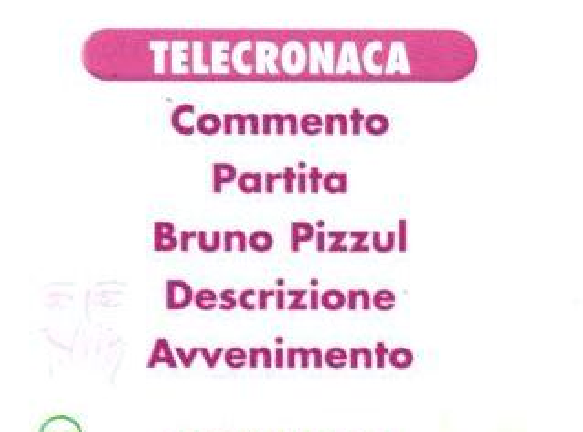 TELECRONACA
Commento
Partita
Bruno Pizzul
Descrizione
Avvenimento